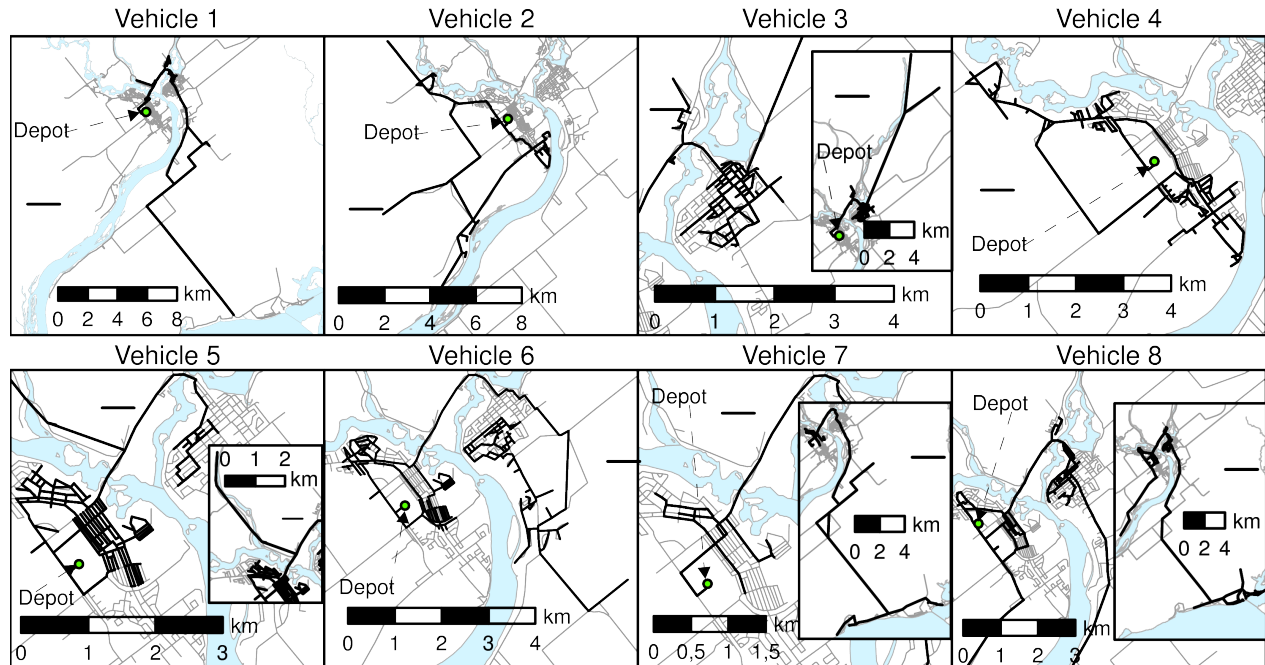 Vehicle 1
Depot
km
0 2 4 6 8
Vehicle 2
Depot
km
0 2 4 6 8
Vehicle 3
Depot
km
0 2 4
km
0 1 2 3 4
Vehicle 4
Depot
km
0 1 2 3 4
Vehicle 5
0 1 2
km
Depot
km
0 1 2 3
Vehicle 6
Depot
km
0 1 2 3 4
Vehicle 7
Depot
km
0 2 4
km
0 0,5 1 1,5
Vehicle 8
Depot
km
0 2 4
km
0 1 2 3